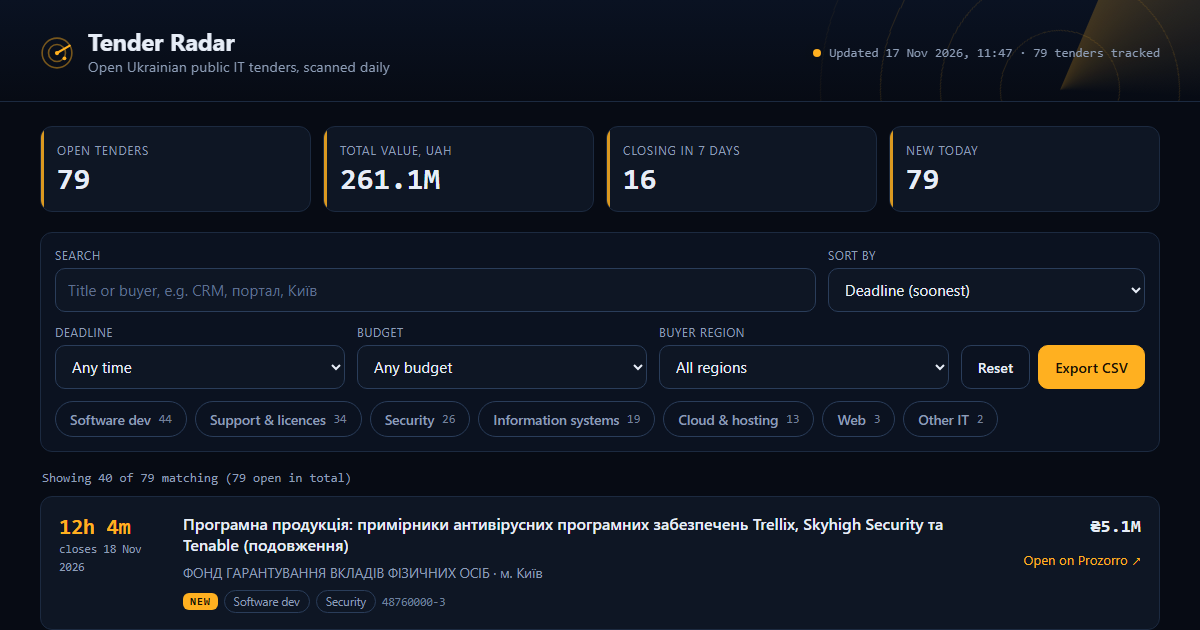 Tender Radar
Open Ukrainian public IT tenders, scanned daily
Updated 17 Nov 2026, 11:47 · 79 tenders tracked
OPEN TENDERS
79
TOTAL VALUE, UAH
261.1M
CLOSING IN 7 DAYS
16
NEW TODAY
79
SEARCH
Title or buyer, e.g. CRM, портал, Київ
SORT BY
Deadline (soonest)
DEADLINE
Any time
BUDGET
Any budget
BUYER REGION
All regions
Reset
Export CSV
Software dev 44
Support & licences 34
Security 26
Information systems 19
Cloud & hosting 13
Web 3
Other IT 2
Showing 40 of 79 matching (79 open in total)
12h 4m
closes 18 Nov
2026
Програмна продукція: примірники антивірусних програмних забезпечень Trellix, Skyhigh Security та
Tenable (подовження)
ФОНД ГАРАНТУВАННЯ ВКЛАДІВ ФІЗИЧНИХ ОСІБ · м. Київ
NEW Software dev Security 48760000-3
₴5.1M
Open on Prozorro ↗